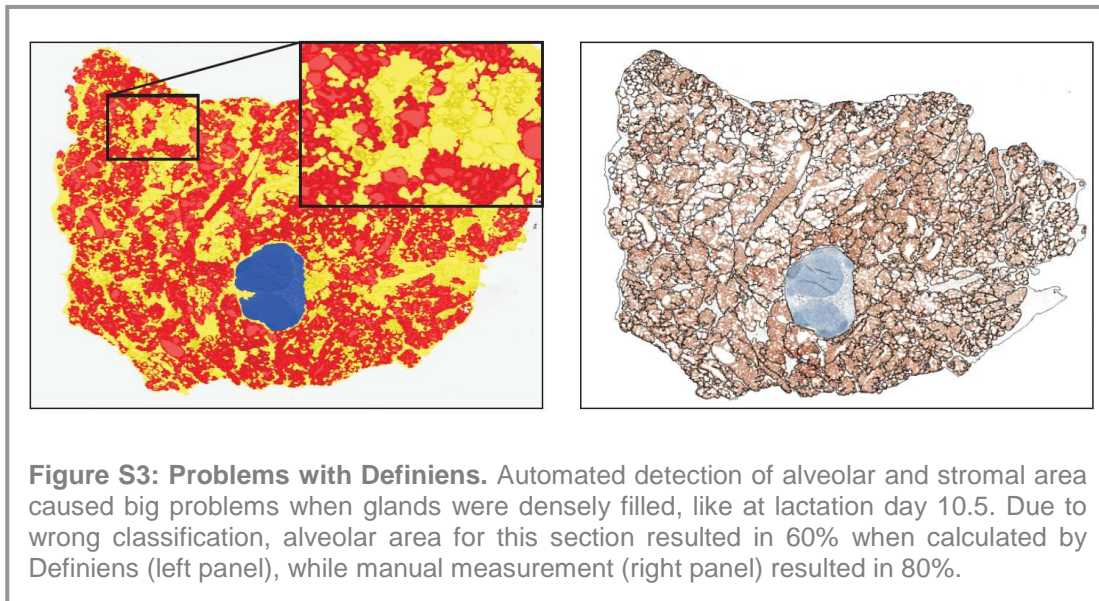 Figure S3: Problems with Definiens. Automated detection of alveolar and stromal area
caused big problems when glands were densely filled, like at lactation day 10.5. Due to
wrong classification, alveolar area for this section resulted in 60% when calculated by
Definiens (left panel), while manual measurement (right panel) resulted in 80%.